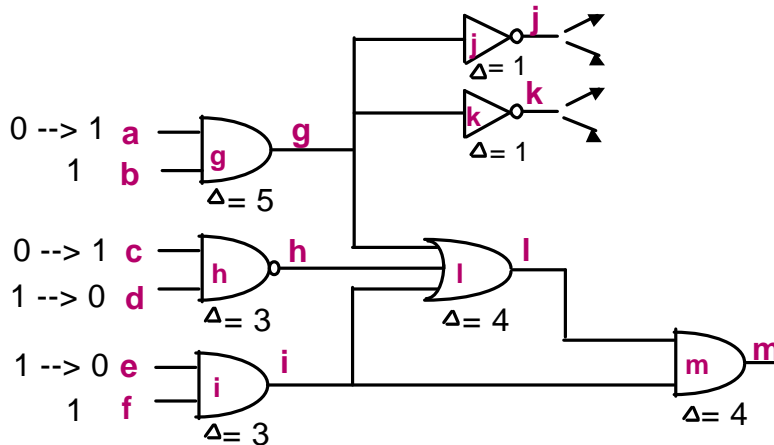 j
j
Δ= 1
k
k
Δ= 1
0 --> 1 a
g
g
1 b
Δ= 5
0 --> 1 c
h
h
l
l
1 --> 0 d
Δ= 3
Δ= 4
1 --> 0 e
i
i
m
m
1 f
Δ= 3
Δ= 4